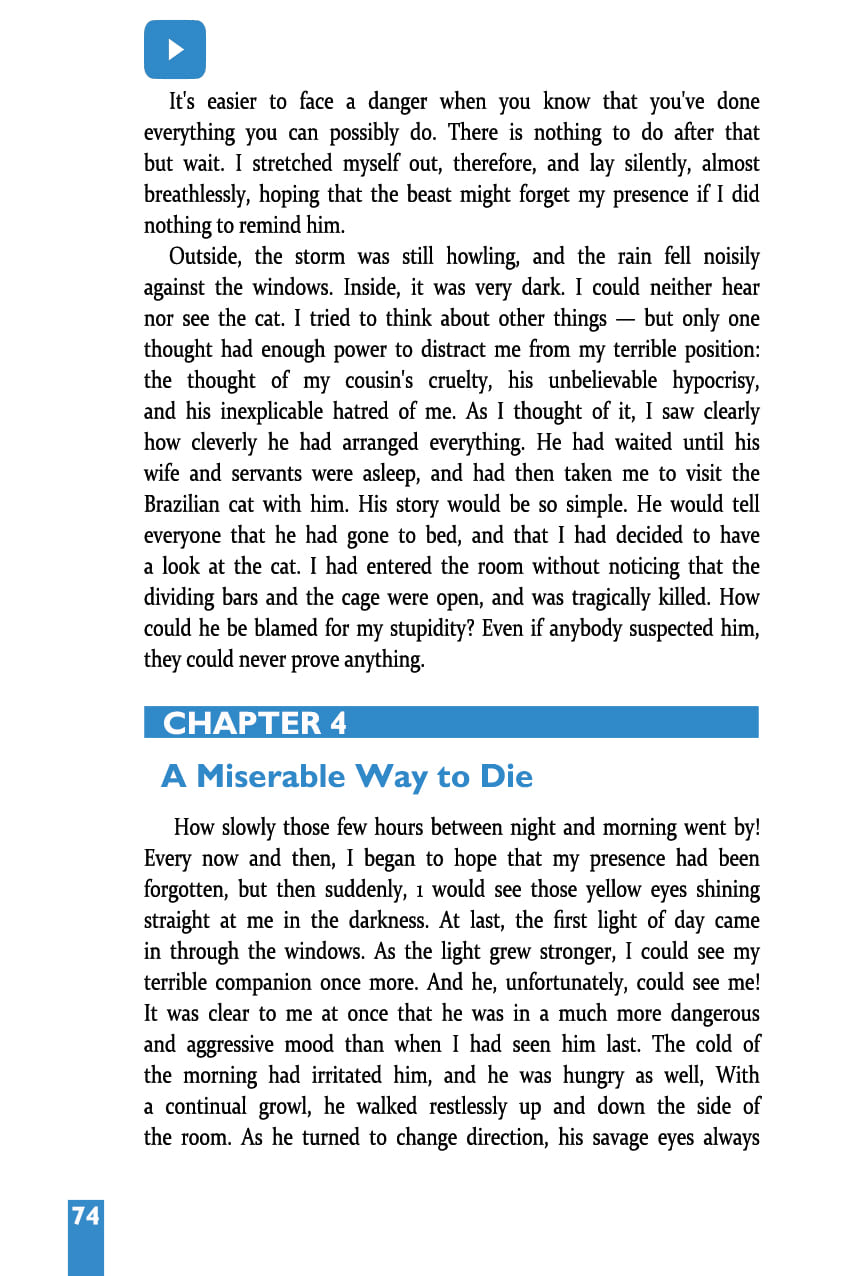 It's easier to face a danger when you know that you've done
everything you can possibly do. There is nothing to do after that
but wait. I stretched myself out, therefore, and lay silently, almost
breathlessly, hoping that the beast might forget my presence if I did
nothing to remind him.
Outside, the storm was still howling, and the rain fell noisily
against the windows. Inside, it was very dark. I could neither hear
nor see the cat. I tried to think about other things — but only one
thought had enough power to distract me from my terrible position:
the thought of my cousin's cruelty, his unbelievable hypocrisy,
and his inexplicable hatred of me. As I thought of it, I saw clearly
how cleverly he had arranged everything. He had waited until his
wife and servants were asleep, and had then taken me to visit the
Brazilian cat with him. His story would be so simple. He would tell
everyone that he had gone to bed, and that I had decided to have
a look at the cat. I had entered the room without noticing that the
dividing bars and the cage were open, and was tragically killed. How
could he be blamed for my stupidity? Even if anybody suspected him,
they could never prove anything.
CHAPTER 4
A Miserable Way to Die
How slowly those few hours between night and morning went by!
Every now and then, I began to hope that my presence had been
forgotten, but then suddenly, 1 would see those yellow eyes shining
straight at me in the darkness. At last, the first light of day came
in through the windows. As the light grew stronger, I could see my
terrible companion once more. And he, unfortunately, could see me!
It was clear to me at once that he was in a much more dangerous
and aggressive mood than when I had seen him last. The cold of
the morning had irritated him, and he was hungry as well, With
a continual growl, he walked restlessly up and down the side of
the room. As he turned to change direction, his savage eyes always
74